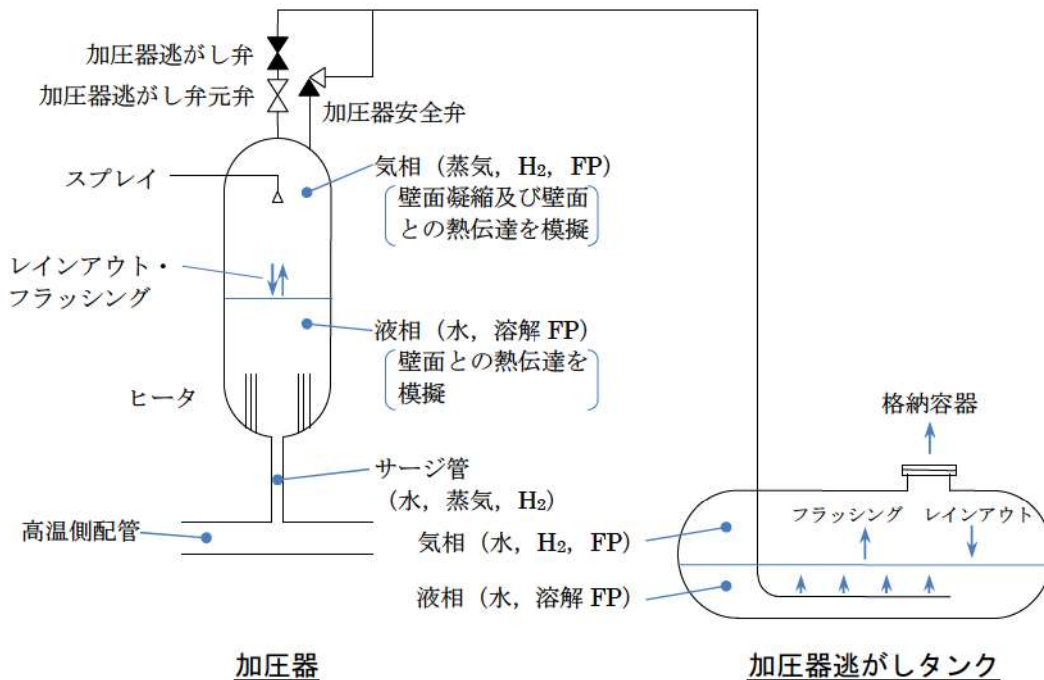 加圧器逃がし弁
加圧器逃がし弁元弁
加圧器安全弁
スプレイ
気相（蒸気，H₂，FP）
壁面凝縮及び壁面
との熱伝達を模擬
レインアウト・
フラッシング
液相（水，溶解 FP）
壁面との熱伝達を
模擬
ヒータ
サージ管
（水，蒸気，H₂）
高温側配管
加圧器
格納容器
フラッシング
レインアウト
気相（水，H₂，FP）
液相（水，溶解 FP）
加圧器逃がしタンク